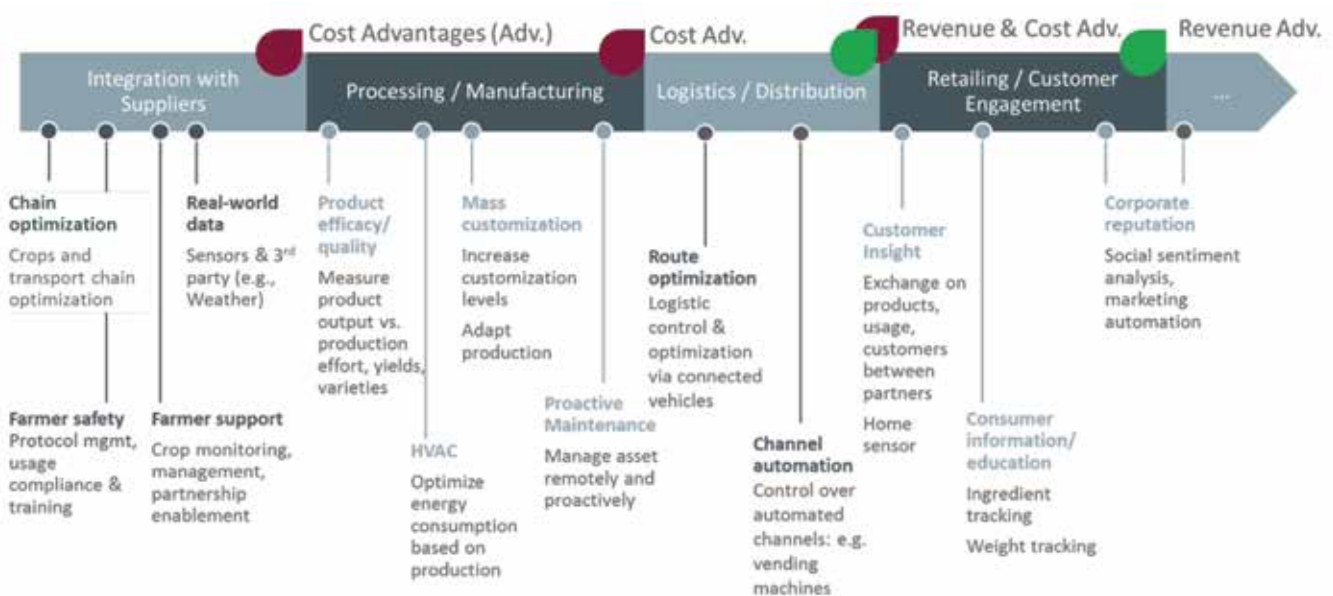 Cost Advantages (Adv.)
Cost Adv.
Revenue & Cost Adv.
Revenue Adv.
Integration with
Suppliers
Processing / Manufacturing
Logistics / Distribution
Retailing / Customer
Engagement
...
Chain
optimization
Crops and
transport chain
optimization
Farmer safety
Protocol mgmt,
usage
compliance &
training
Farmer support
Crop monitoring,
management,
partnership
enablement
Real-world
data
Sensors & 3rd
party (e.g.,
Weather)
Product
efficacy/
quality
Measure
product
output vs.
production
effort, yields,
varieties
HVAC
Optimize
energy
consumption
based on
production
Mass
customization
Increase
customization
levels
Adapt
production
Proactive
Maintenance
Manage asset
remotely and
proactively
Route
optimization
Logistic
control &
optimization
via connected
vehicles
Channel
automation
Control over
automated
channels: e.g.
vending
machines
Customer
Insight
Exchange on
products,
usage,
customers
between
partners
Home
sensor
Consumer
information/
education
Ingredient
tracking
Weight tracking
Corporate
reputation
Social sentiment
analysis,
marketing
automation